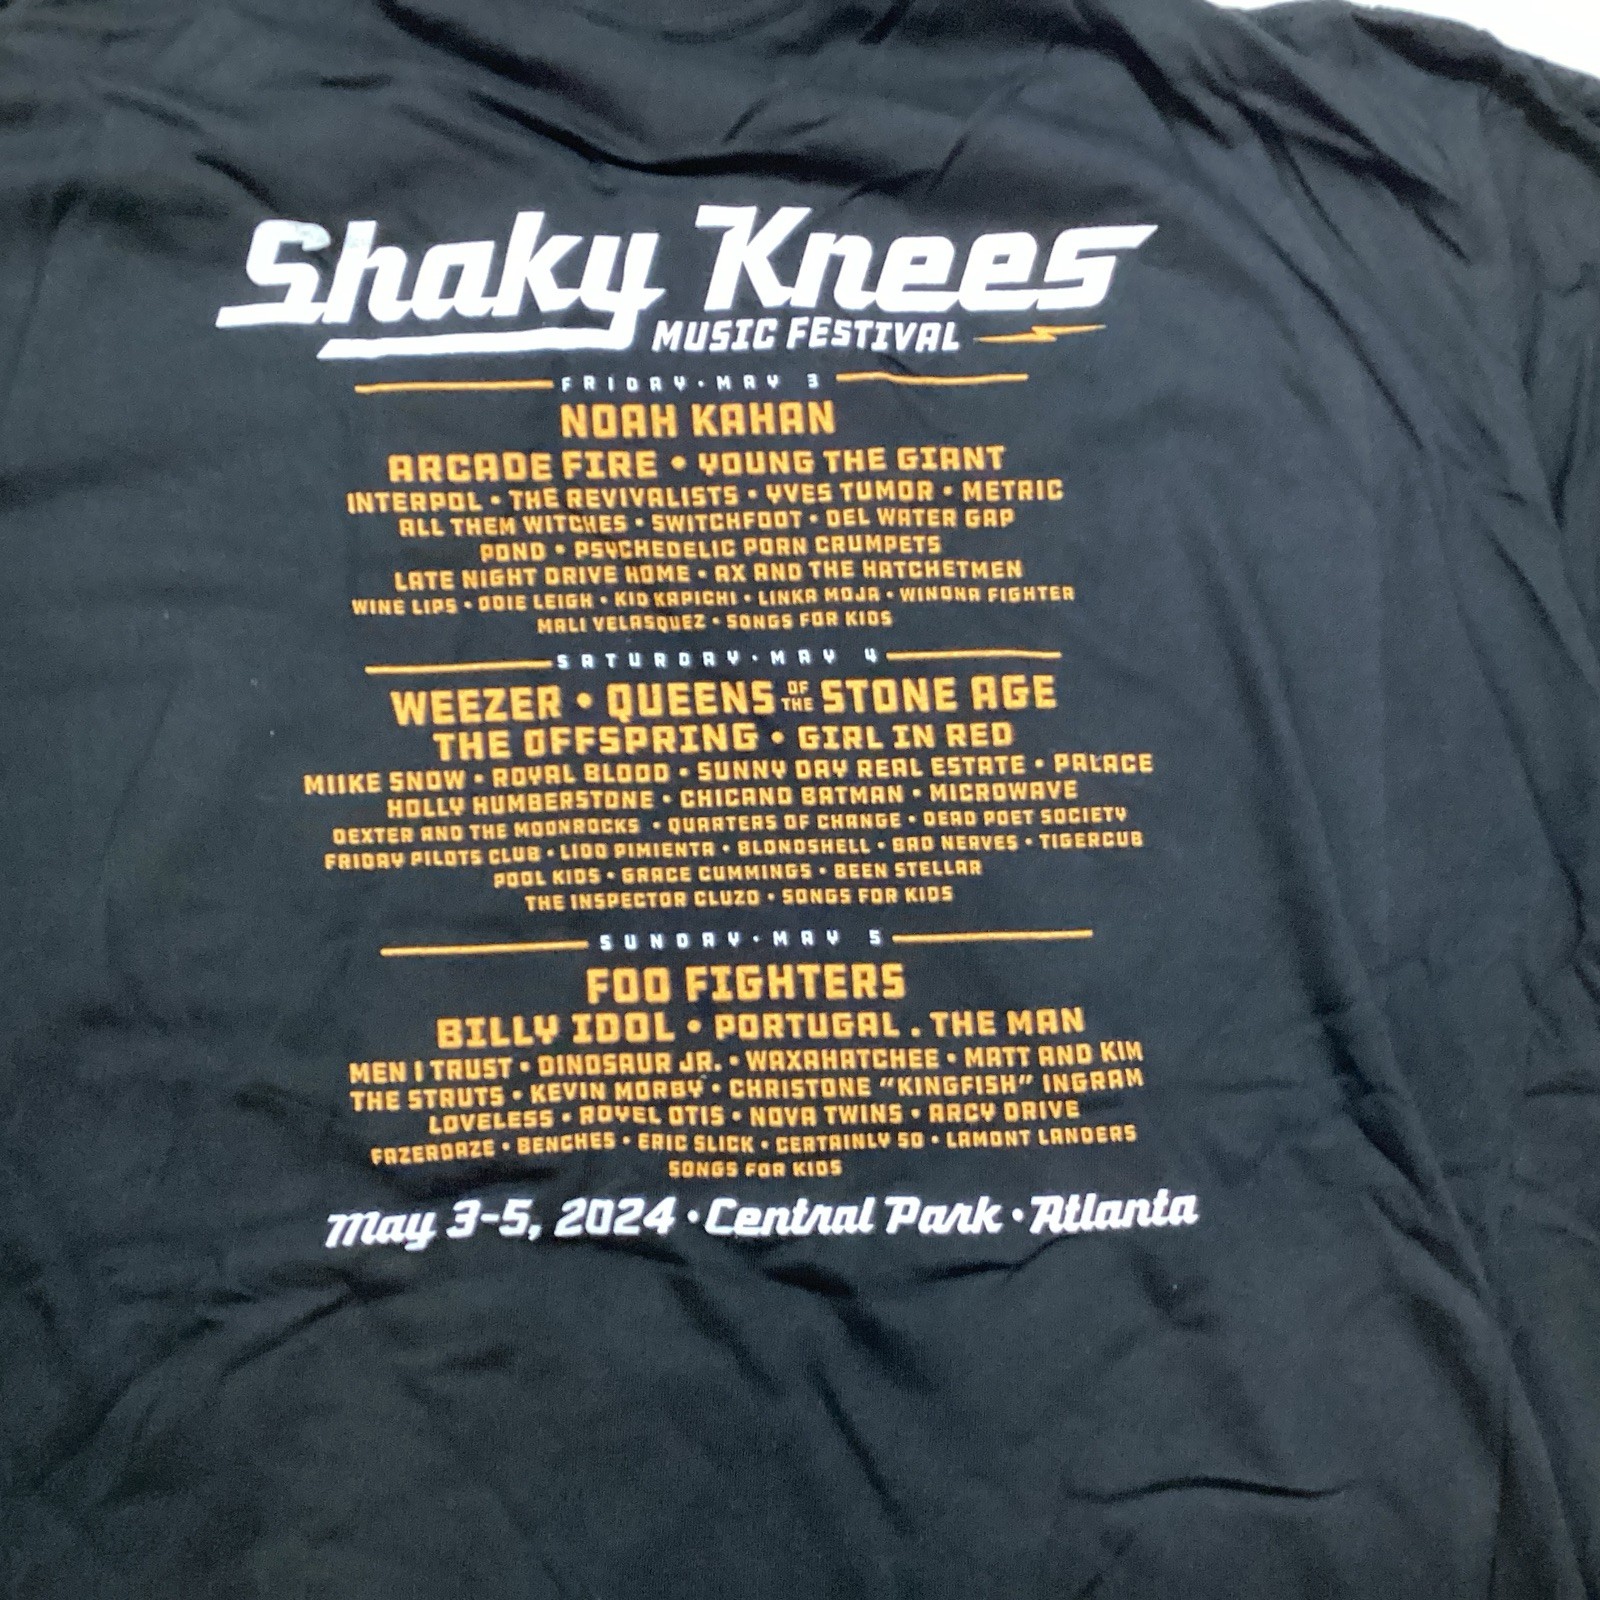 Shaky Knees
MUSIC FESTIVAL
FRIDAY • MAY 3
NOAH KAHAN
ARCADE FIRE • YOUNG THE GIANT
INTERPOL • THE REVIVALISTS • YVES TUMOR • METRIC
ALL THEM WITCHES • SWITCHFOOT • DEL WATER GAP
POND • PSYCHEDELIC PORN CRUMPETS
LATE NIGHT DRIVE HOME • AX AND THE HATCHETMEN
WINE LIPS • ODIE LEIGH • KID KAPICHI • LINKA MOJA • WINONA FIGHTER
MALI VELASQUEZ • SONGS FOR KIDS
SATURDAY • MAY 4
WEEZER • QUEENS OF THE STONE AGE
THE OFFSPRING • GIRL IN RED
MIIKE SNOW • ROYAL BLOOD • SUNNY DAY REAL ESTATE • PALACE
HOLLY HUMBERSTONE • CHICANO BATMAN • MICROWAVE
DEXTER AND THE MOONROCKS • QUARTERS OF CHANGE • DEAD POET SOCIETY
FRIDAY PILOTS CLUB • LIDO PIMIENTA • BLONDSHELL • BAD NERVES • TIGERCUB
POOL KIDS • GRACE CUMMINGS • BEEN STELLAR
THE INSPECTOR CLUZO • SONGS FOR KIDS
SUNDAY • MAY 5
FOO FIGHTERS
BILLY IDOL • PORTUGAL . THE MAN
MEN I TRUST • DINOSAUR JR. • WAXAHATCHEE • MATT AND KIM
THE STRUTS • KEVIN MORBY • CHRISTONE "KINGFISH" INGRAM
LOVELESS • ROYEL OTIS • NOVA TWINS • ARCY DRIVE
FAZERDAZE • BENCHES • ERIC SLICK • CERTAINLY SO • LAMONT LANDERS
SONGS FOR KIDS
May 3-5, 2024 • Central Park • Atlanta